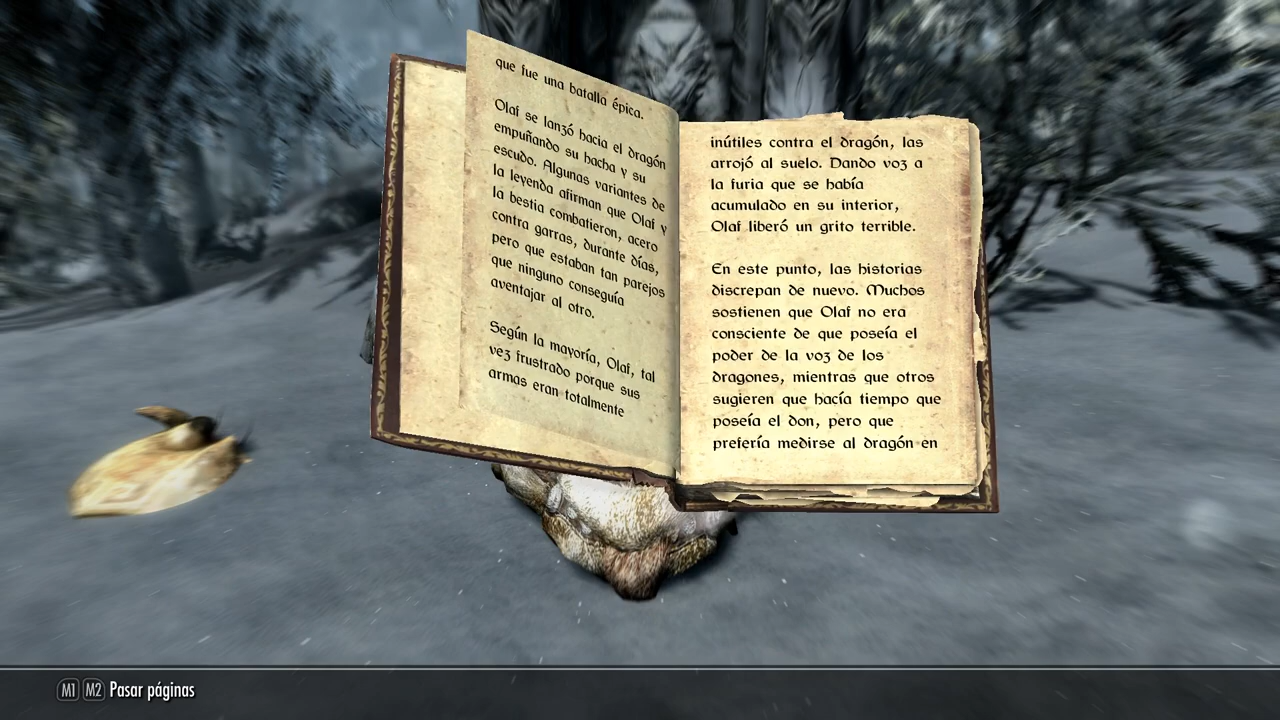 que fue una batalla épica.
Olaf se lanzó hacia el dragón
empuñando su hacha y su
escudo. Algunas variantes de
la leyenda afirman que Olaf y
la bestia combatieron, acero
contra garras, durante días,
pero que estaban tan parejos
que ninguno conseguía
aventajar al otro.
Según la mayoría, Olaf, tal
vez frustrado porque sus
armas eran totalmente
inútiles contra el dragón, las
arrojó al suelo. Dando voz a
la furia que se había
acumulado en su interior,
Olaf liberó un grito terrible.
En este punto, las historias
discrepan de nuevo. Muchos
sostienen que Olaf no era
consciente de que poseía el
poder de la voz de los
dragones, mientras que otros
sugieren que hacía tiempo que
poseía el don, pero que
prefería medirse al dragón en
M1 M2 Pasar páginas